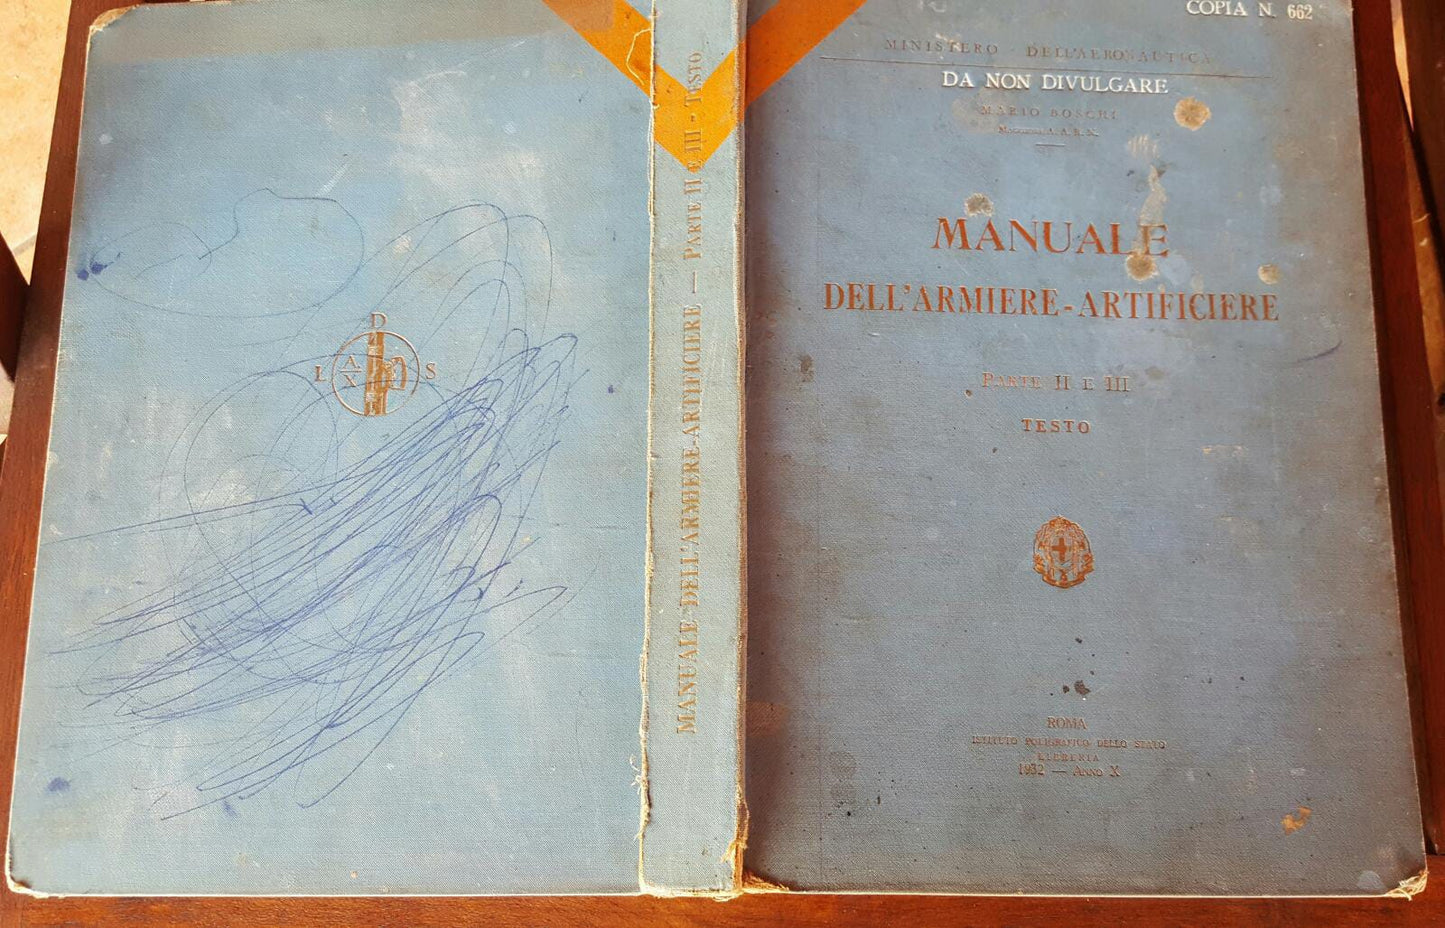 COPIA N. 662
MINISTERO DELL'AERONAUTICA
DA NON DIVULGARE
MARIO BOSCHI
MANUALE
DELL'ARMIERE-ARTIFICIERE
PARTE II E III
TESTO
ROMA
ISTITUTO POLIGRAFICO DELLO STATO
LIBRERIA
1932 — ANNO X
MANUALE DELL'ARMIERE-ARTIFICIERE — PARTE II E III - TESTO
D
L A X S